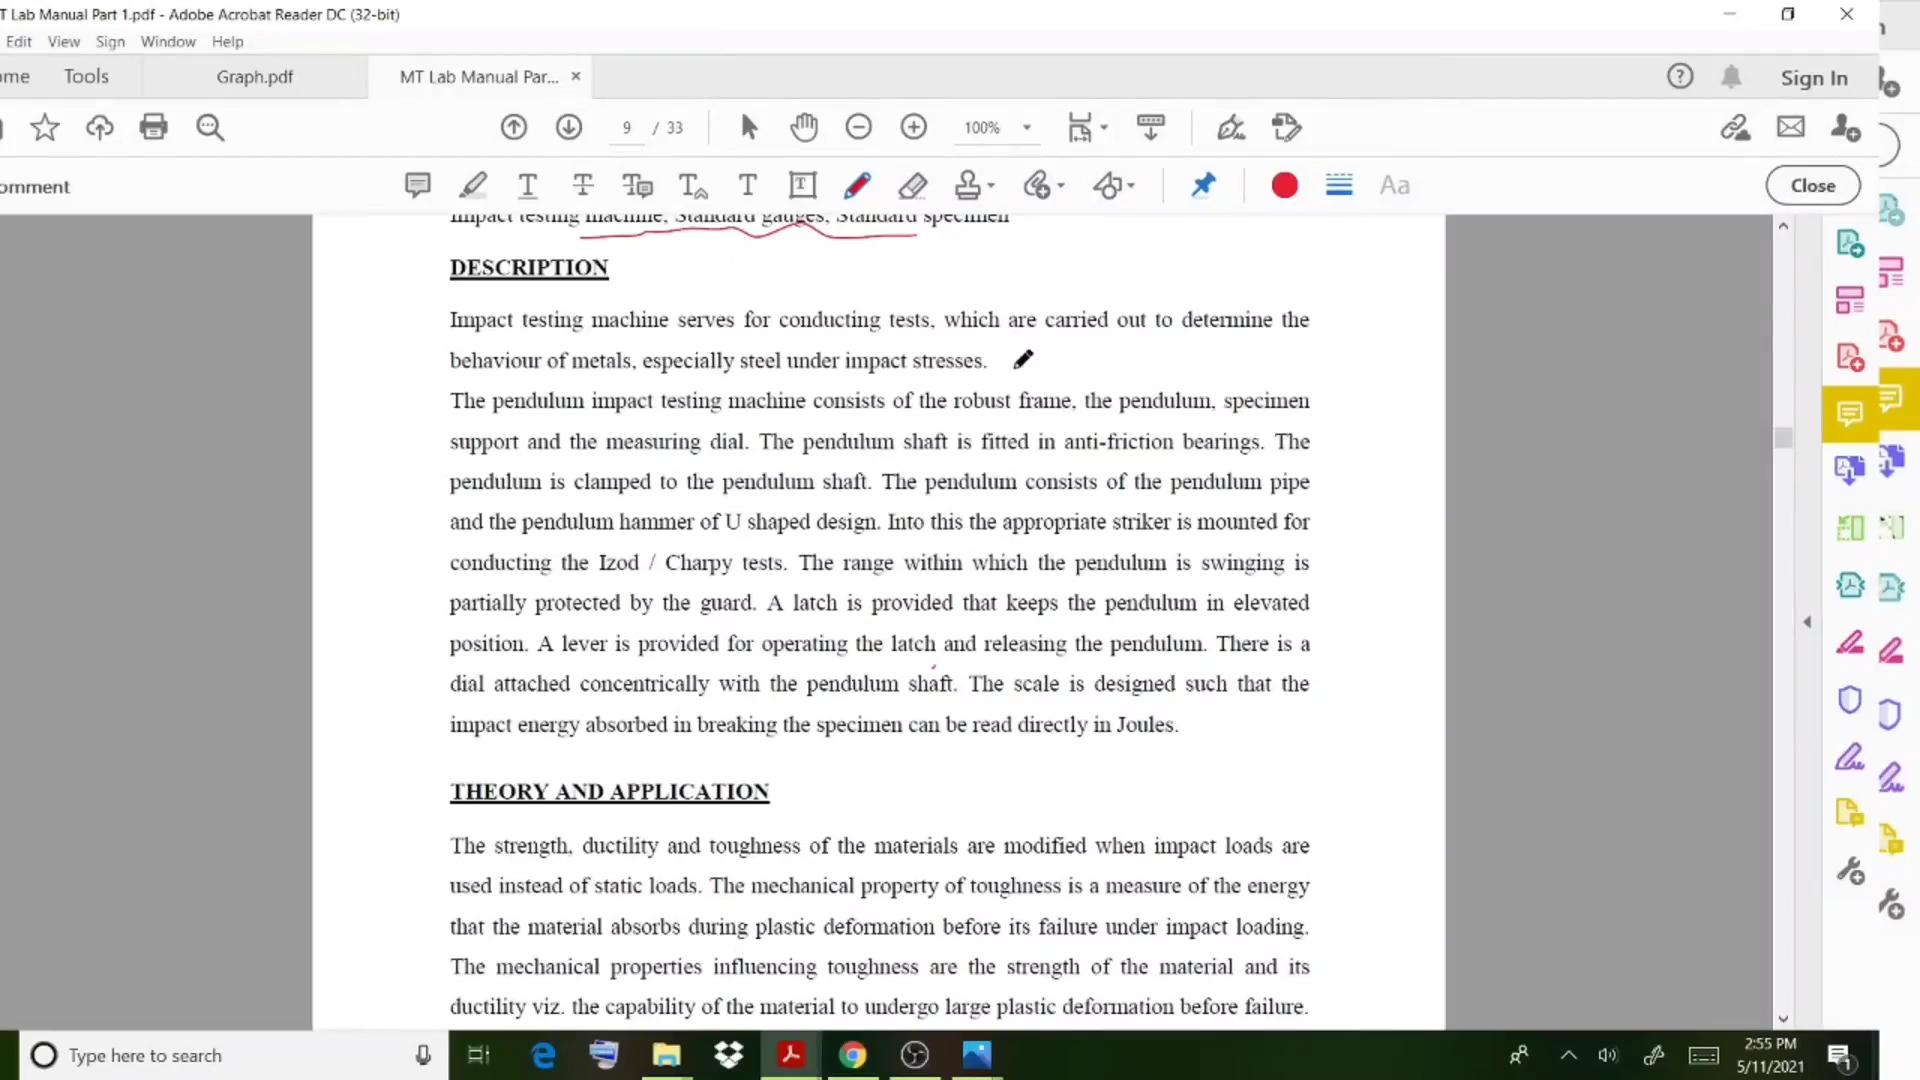 T Lab Manual Part 1.pdf - Adobe Acrobat Reader DC (32-bit)
Edit View Sign Window Help
ome Tools Graph.pdf MT Lab Manual Par... × Sign In
9 / 33 100%
omment Aa Close
Impact testing machine, Standard gauges, Standard specimen
DESCRIPTION
Impact testing machine serves for conducting tests, which are carried out to determine the
behaviour of metals, especially steel under impact stresses.
The pendulum impact testing machine consists of the robust frame, the pendulum, specimen
support and the measuring dial. The pendulum shaft is fitted in anti-friction bearings. The
pendulum is clamped to the pendulum shaft. The pendulum consists of the pendulum pipe
and the pendulum hammer of U shaped design. Into this the appropriate striker is mounted for
conducting the Izod / Charpy tests. The range within which the pendulum is swinging is
partially protected by the guard. A latch is provided that keeps the pendulum in elevated
position. A lever is provided for operating the latch and releasing the pendulum. There is a
dial attached concentrically with the pendulum shaft. The scale is designed such that the
impact energy absorbed in breaking the specimen can be read directly in Joules.
THEORY AND APPLICATION
The strength, ductility and toughness of the materials are modified when impact loads are
used instead of static loads. The mechanical property of toughness is a measure of the energy
that the material absorbs during plastic deformation before its failure under impact loading.
The mechanical properties influencing toughness are the strength of the material and its
ductility viz. the capability of the material to undergo large plastic deformation before failure.
Type here to search
2:55 PM
5/11/2021
1